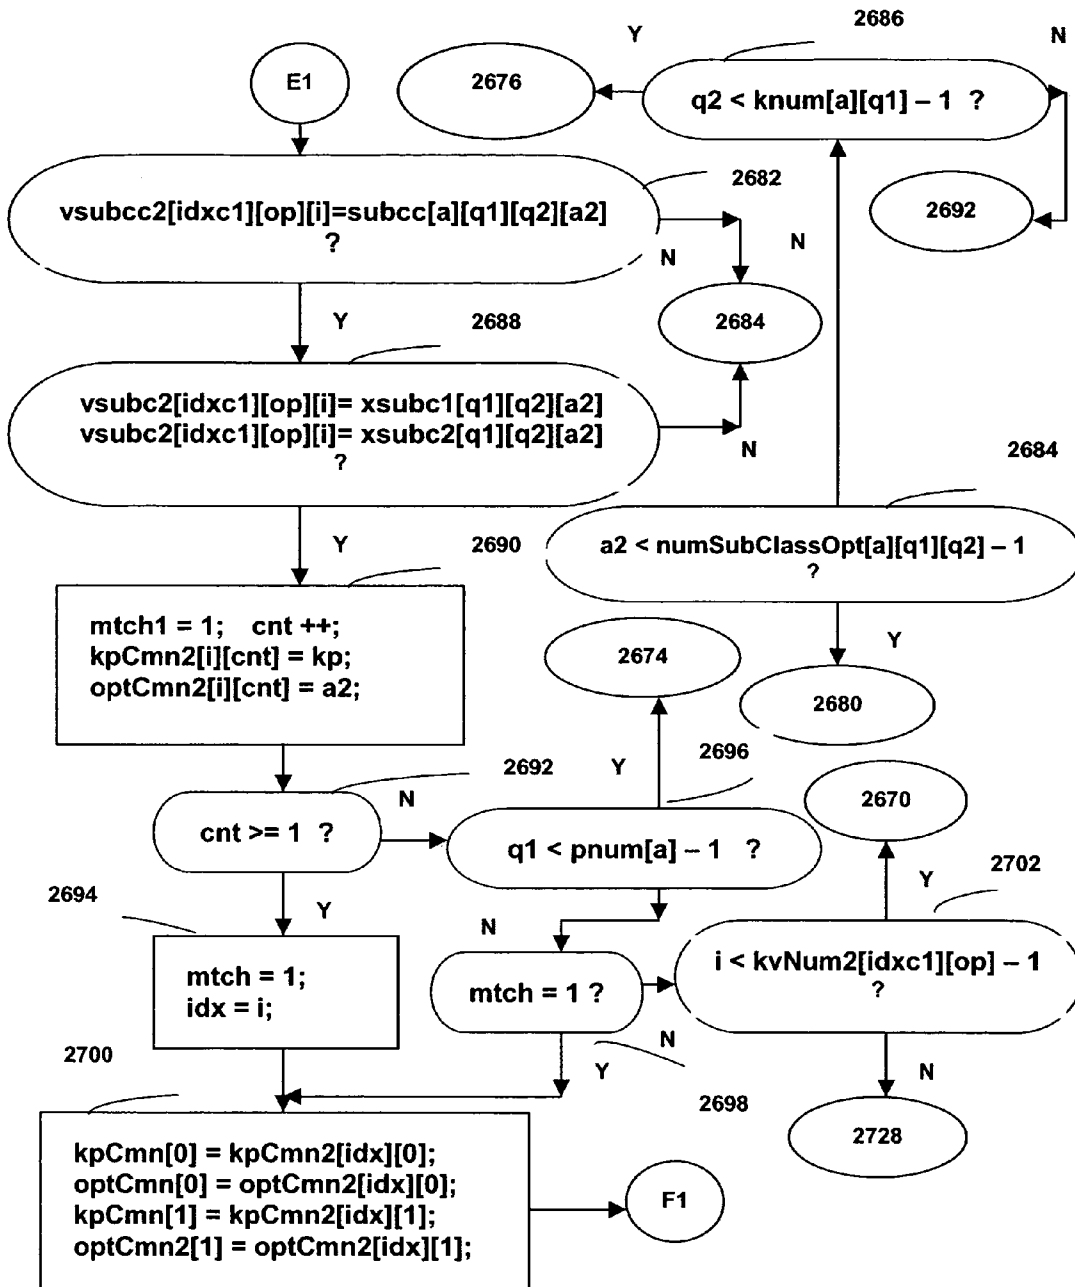 E1
2676
Y
2686
N
q2 < knum[a][q1] – 1 ?
2682
vsubcc2[idxc1][op][i]=subcc[a][q1][q2][a2]
?
N
N
2692
Y
2688
2684
vsubc2[idxc1][op][i]= xsubc1[q1][q2][a2]
vsubc2[idxc1][op][i]= xsubc2[q1][q2][a2]
?
N
2684
Y
2690
a2 < numSubClassOpt[a][q1][q2] – 1
?
mtch1 = 1; cnt ++;
kpCmn2[i][cnt] = kp;
optCmn2[i][cnt] = a2;
2674
Y
2680
2692
N
Y
2696
2670
cnt >= 1 ?
q1 < pnum[a] – 1 ?
2694
Y
N
Y
2702
mtch = 1;
idx = i;
mtch = 1 ?
i < kvNum2[idxc1][op] – 1
?
2700
Y
N
N
2698
2728
kpCmn[0] = kpCmn2[idx][0];
optCmn[0] = optCmn2[idx][0];
kpCmn[1] = kpCmn2[idx][1];
optCmn2[1] = optCmn2[idx][1];
F1